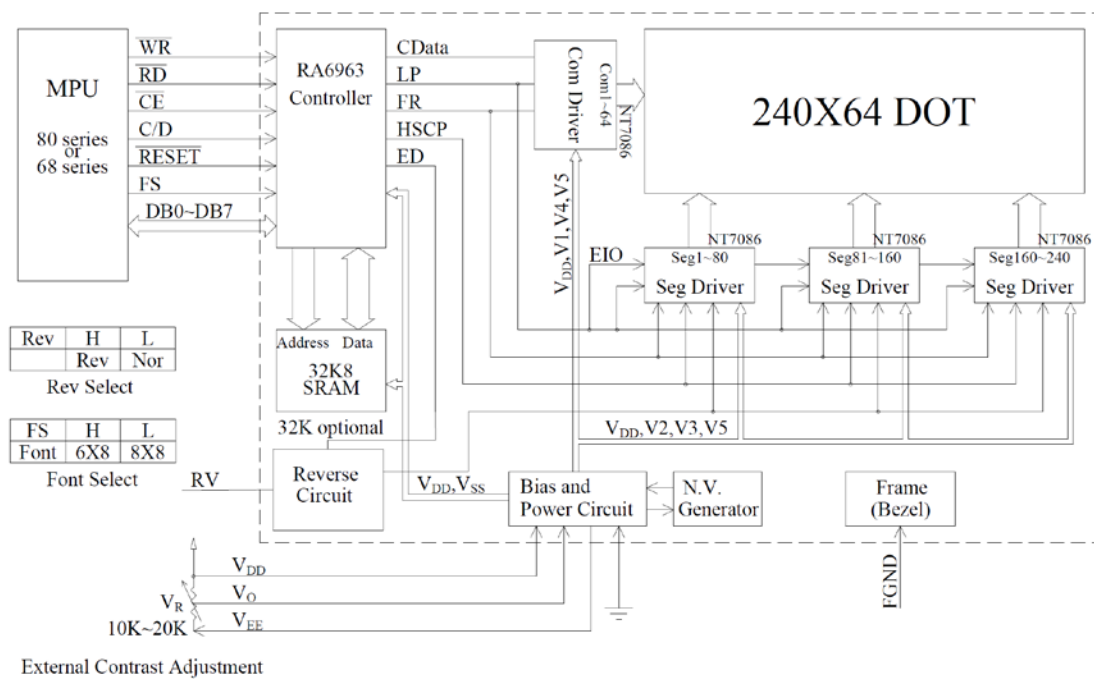 MPU
80 series
or
68 series
WR
RD
CE
C/D
RESET
FS
DB0~DB7
RA6963
Controller
CData
LP
FR
HSCP
ED
Com Driver
Com1~64
NT7086
240X64 DOT
VDD,V1,V4,V5
EIO
NT7086
Seg1~80
Seg Driver
NT7086
Seg81~160
Seg Driver
NT7086
Seg160~240
Seg Driver
Address Data
32K8
SRAM
32K optional
Rev H L
Rev Nor
Rev Select
FS H L
Font 6X8 8X8
Font Select
RV
Reverse
Circuit
VDD,VSS
VDD,V2,V3,V5
Bias and
Power Circuit
N.V.
Generator
Frame
(Bezel)
FGND
VDD
VO
VR
VEE
10K~20K
External Contrast Adjustment